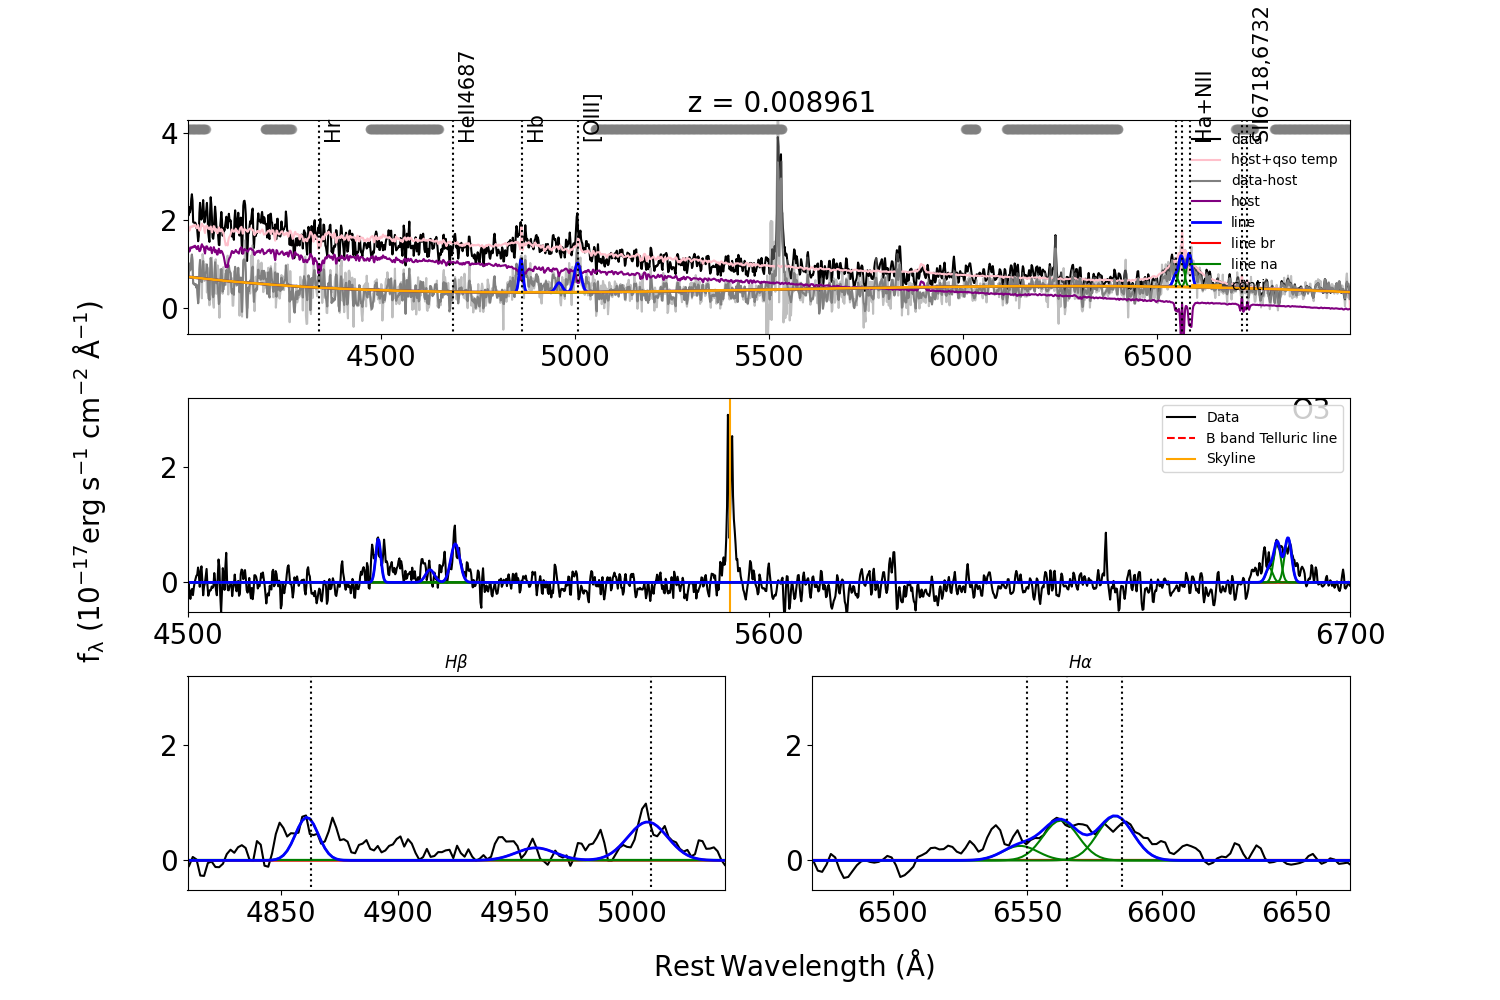 z = 0.008961
Hr
HeII4687
Hb
[OIII]
Ha+NII
SII6718,6732
data
host+qso temp
data-host
host
line
line br
line na
conti
4
2
0
4500
5000
5500
6000
6500
O3
Data
B band Telluric line
Skyline
2
0
4500
5600
6700
fλ (10⁻¹⁷erg s⁻¹ cm⁻² Å⁻¹)
Hβ
2
0
4850
4900
4950
5000
Hα
2
0
6500
6550
6600
6650
Rest Wavelength (Å)